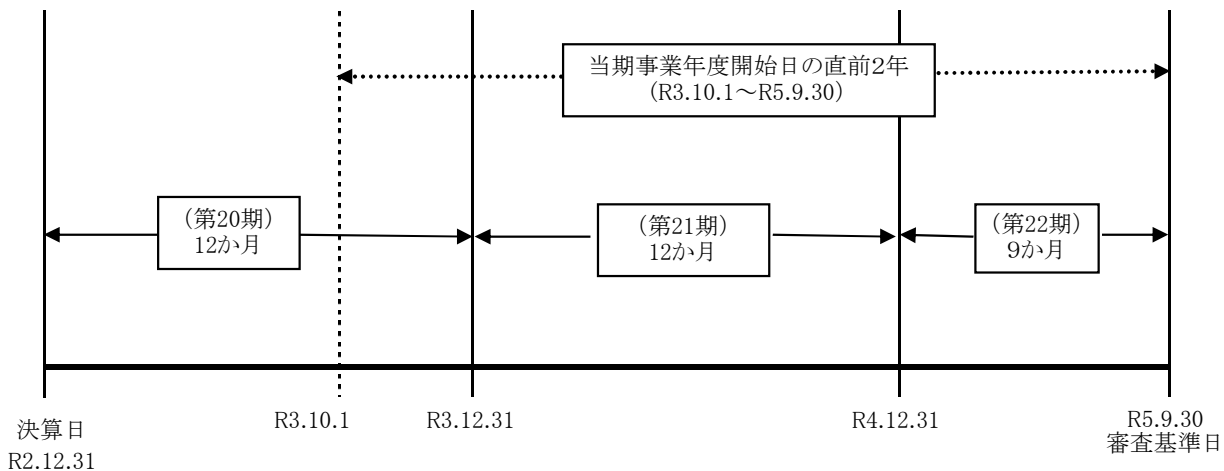 当期事業年度開始日の直前2年
（R3.10.1～R5.9.30）
（第20期）
12か月
（第21期）
12か月
（第22期）
9か月
決算日
R2.12.31
R3.10.1
R3.12.31
R4.12.31
R5.9.30
審査基準日